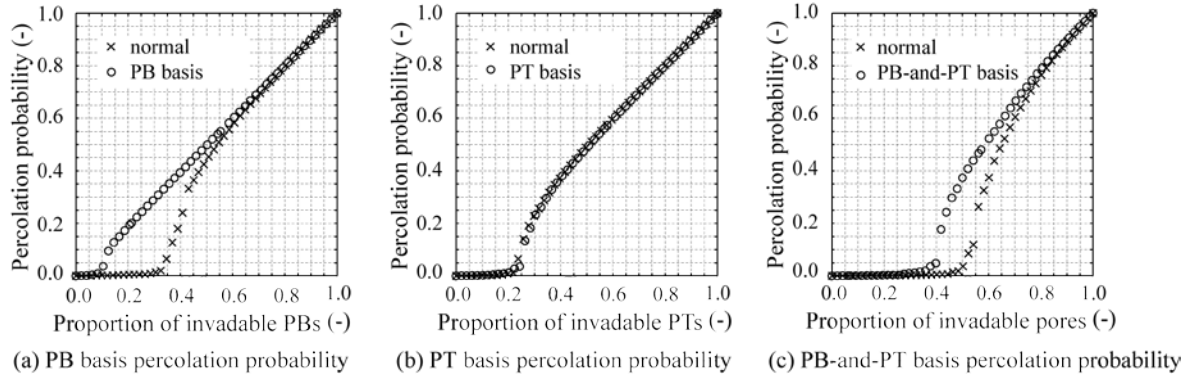 Percolation probability (-)
1.0
0.8
0.6
0.4
0.2
0.0
× normal
○ PB basis
0.0 0.2 0.4 0.6 0.8 1.0
Proportion of invadable PBs (-)
(a) PB basis percolation probability
Percolation probability (-)
1.0
0.8
0.6
0.4
0.2
0.0
× normal
○ PT basis
0.0 0.2 0.4 0.6 0.8 1.0
Proportion of invadable PTs (-)
(b) PT basis percolation probability
Percolation probability (-)
1.0
0.8
0.6
0.4
0.2
0.0
× normal
○ PB-and-PT basis
0.0 0.2 0.4 0.6 0.8 1.0
Proportion of invadable pores (-)
(c) PB-and-PT basis percolation probability